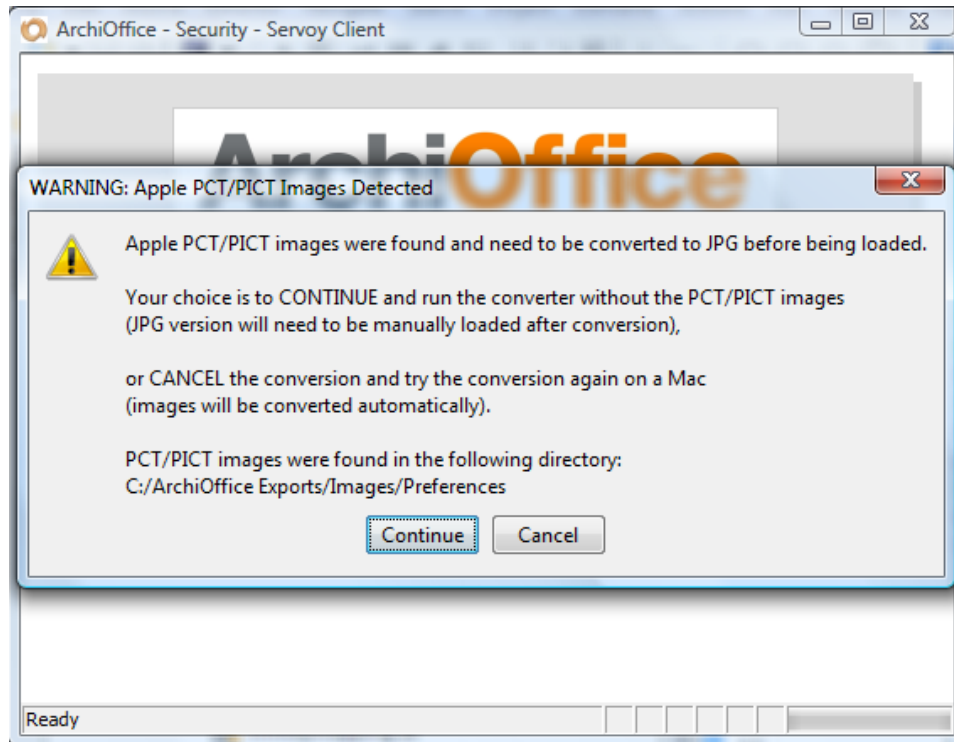 ArchiOffice - Security - Servoy Client
ArchiOffice
WARNING: Apple PCT/PICT Images Detected
Apple PCT/PICT images were found and need to be converted to JPG before being loaded.
Your choice is to CONTINUE and run the converter without the PCT/PICT images
(JPG version will need to be manually loaded after conversion),
or CANCEL the conversion and try the conversion again on a Mac
(images will be converted automatically).
PCT/PICT images were found in the following directory:
C:/ArchiOffice Exports/Images/Preferences
Continue Cancel
Ready